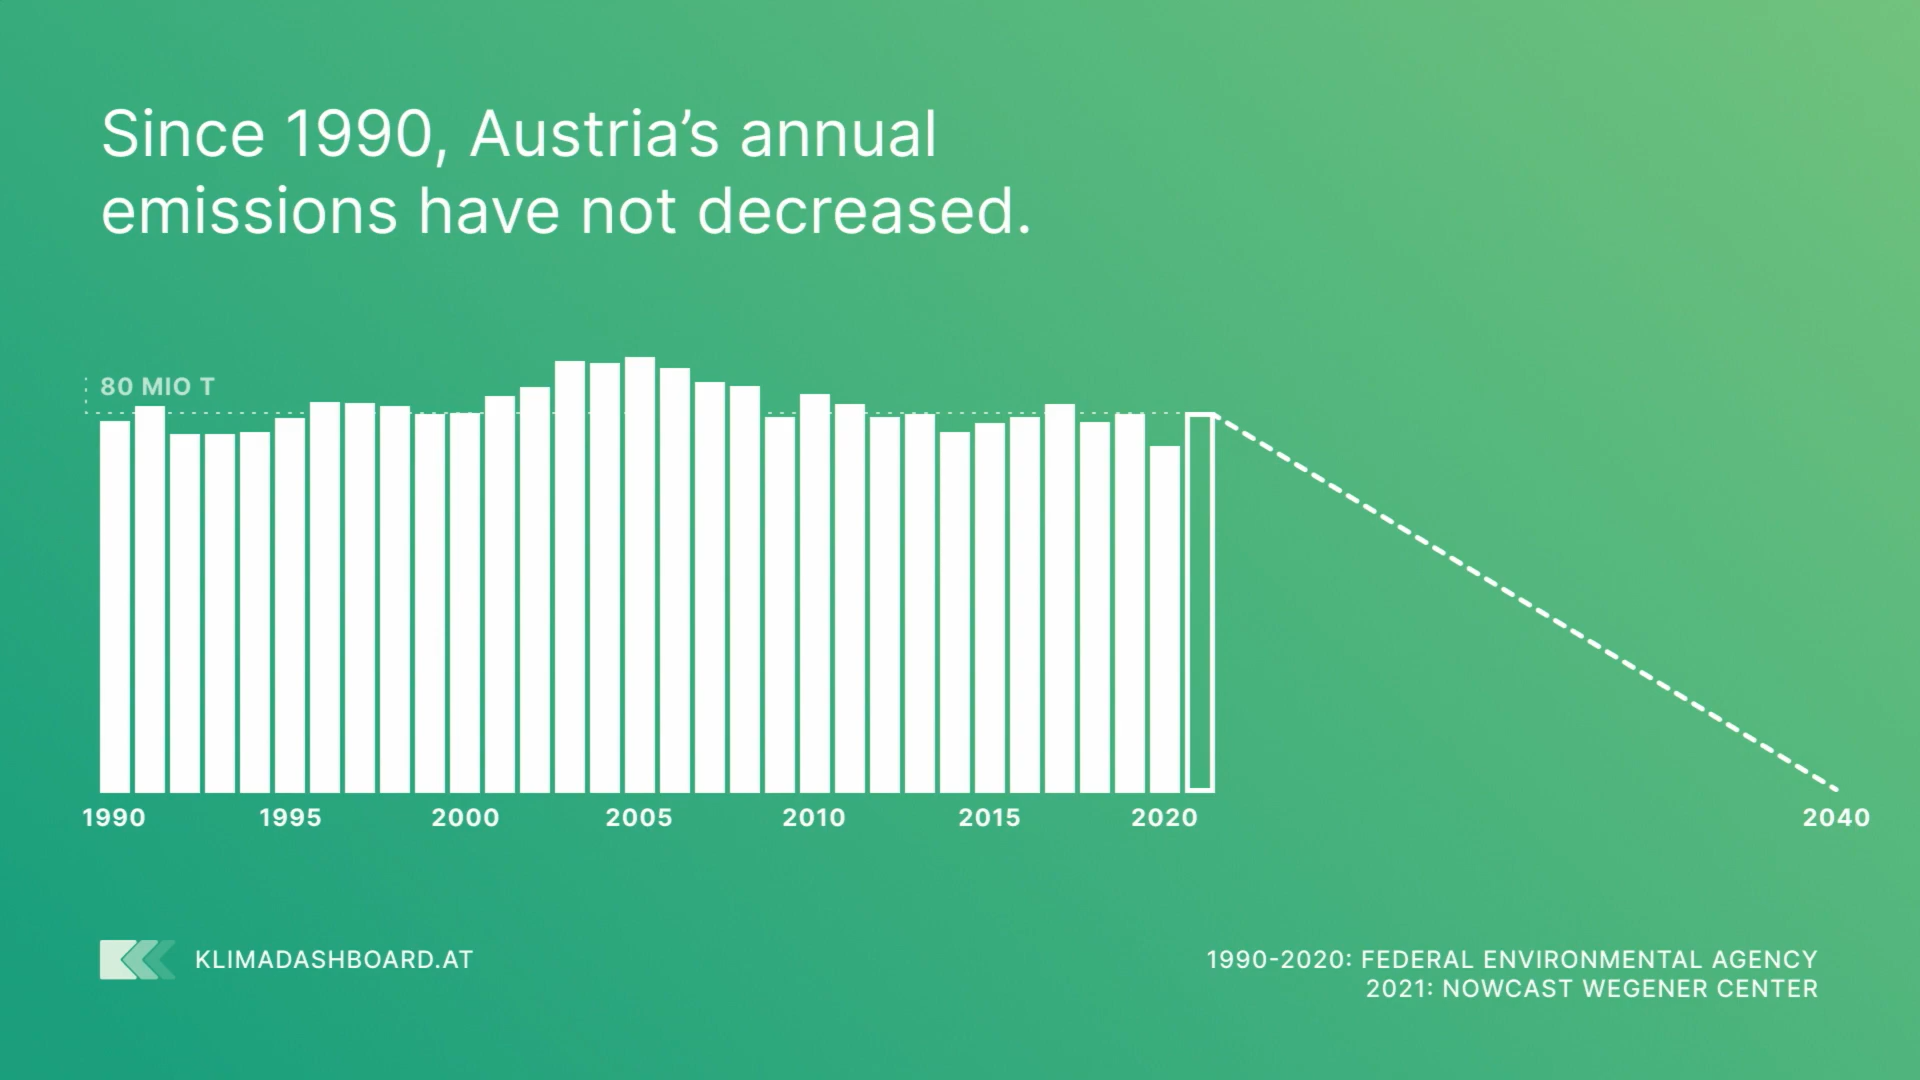 Since 1990, Austria’s annual
emissions have not decreased.
80 MIO T
1990 1995 2000 2005 2010 2015 2020 2040
KLIMADASHBOARD.AT
1990-2020: FEDERAL ENVIRONMENTAL AGENCY
2021: NOWCAST WEGENER CENTER